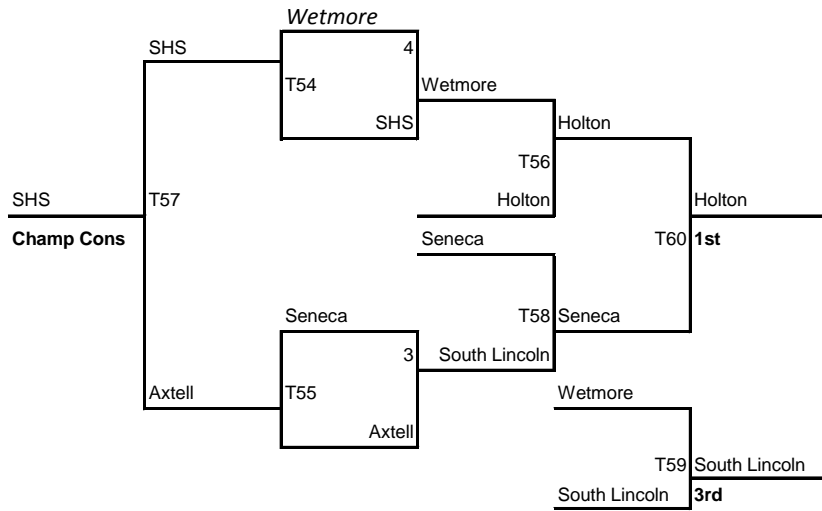 Wetmore
SHS
4
T54
Wetmore
SHS
Holton
T56
SHS
T57
Holton
Holton
Champ Cons
Seneca
T60
1st
Seneca
T58
Seneca
3
South Lincoln
Axtell
T55
Wetmore
Axtell
T59
South Lincoln
South Lincoln
3rd